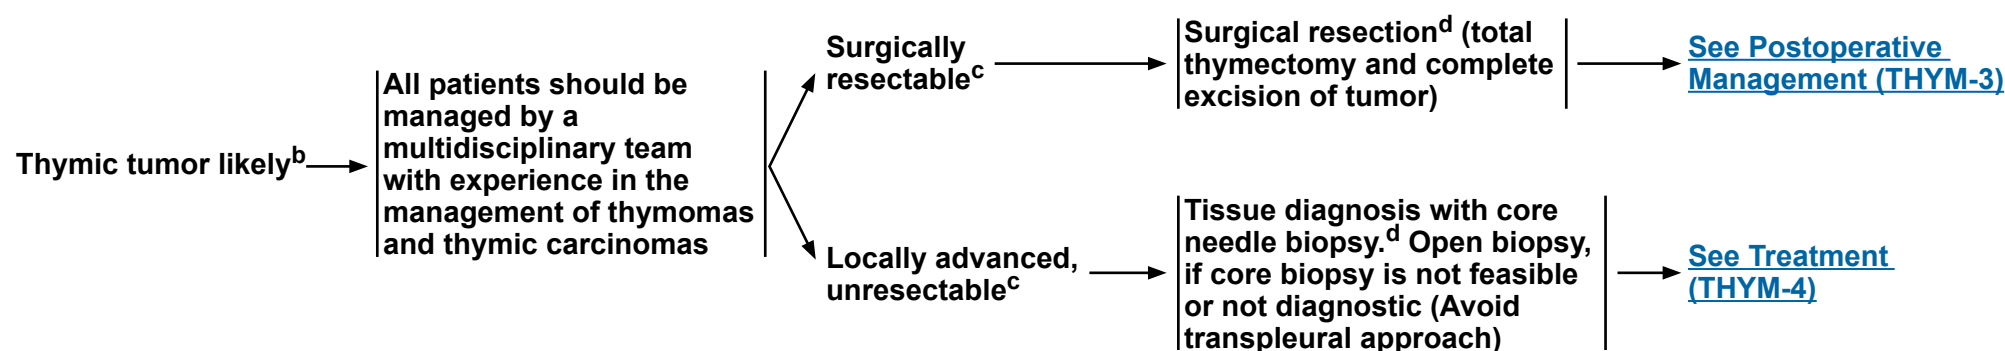 Thymic tumor likelyb
All patients should be
managed by a
multidisciplinary team
with experience in the
management of thymomas
and thymic carcinomas
Surgically
resectablec
Surgical resectiond (total
thymectomy and complete
excision of tumor)
See Postoperative
Management (THYM-3)
Locally advanced,
unresectablec
Tissue diagnosis with core
needle biopsy.d Open biopsy,
if core biopsy is not feasible
or not diagnostic (Avoid
transpleural approach)
See Treatment
(THYM-4)